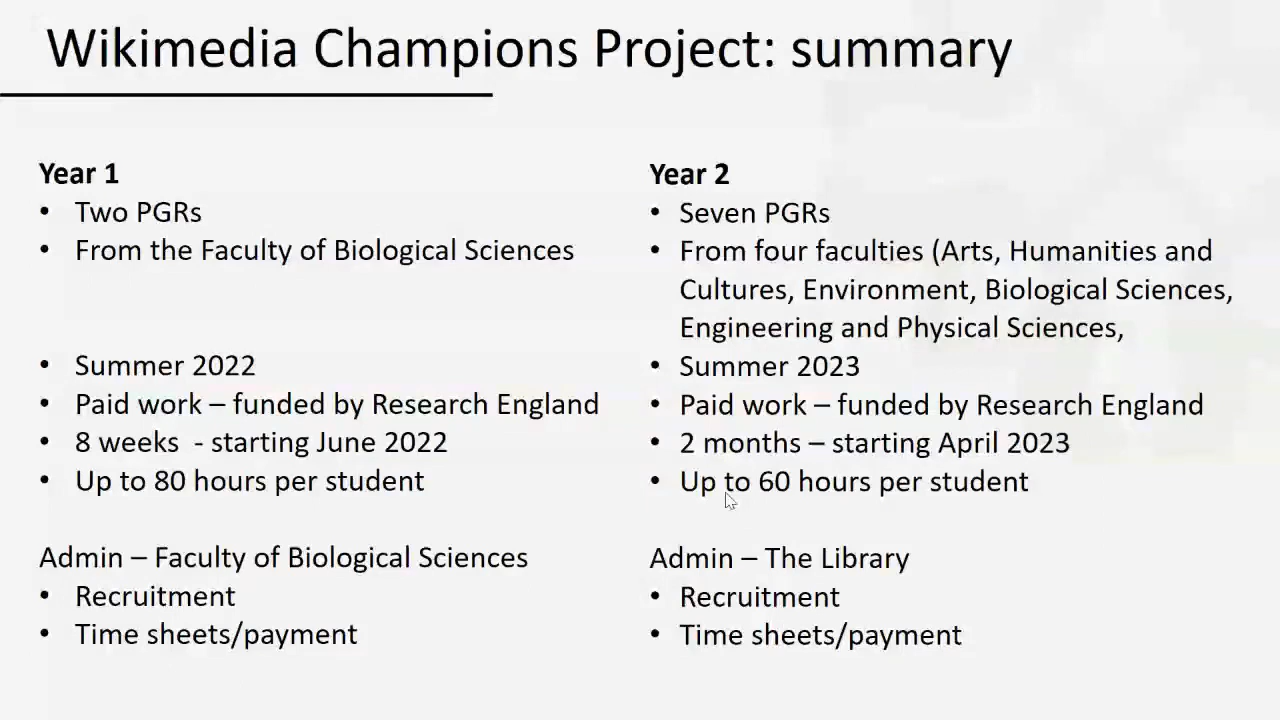 Wikimedia Champions Project: summary
Year 1
• Two PGRs
• From the Faculty of Biological Sciences
• Summer 2022
• Paid work – funded by Research England
• 8 weeks  - starting June 2022
• Up to 80 hours per student
Admin – Faculty of Biological Sciences
• Recruitment
• Time sheets/payment
Year 2
• Seven PGRs
• From four faculties (Arts, Humanities and
Cultures, Environment, Biological Sciences,
Engineering and Physical Sciences,
• Summer 2023
• Paid work – funded by Research England
• 2 months – starting April 2023
• Up to 60 hours per student
Admin – The Library
• Recruitment
• Time sheets/payment